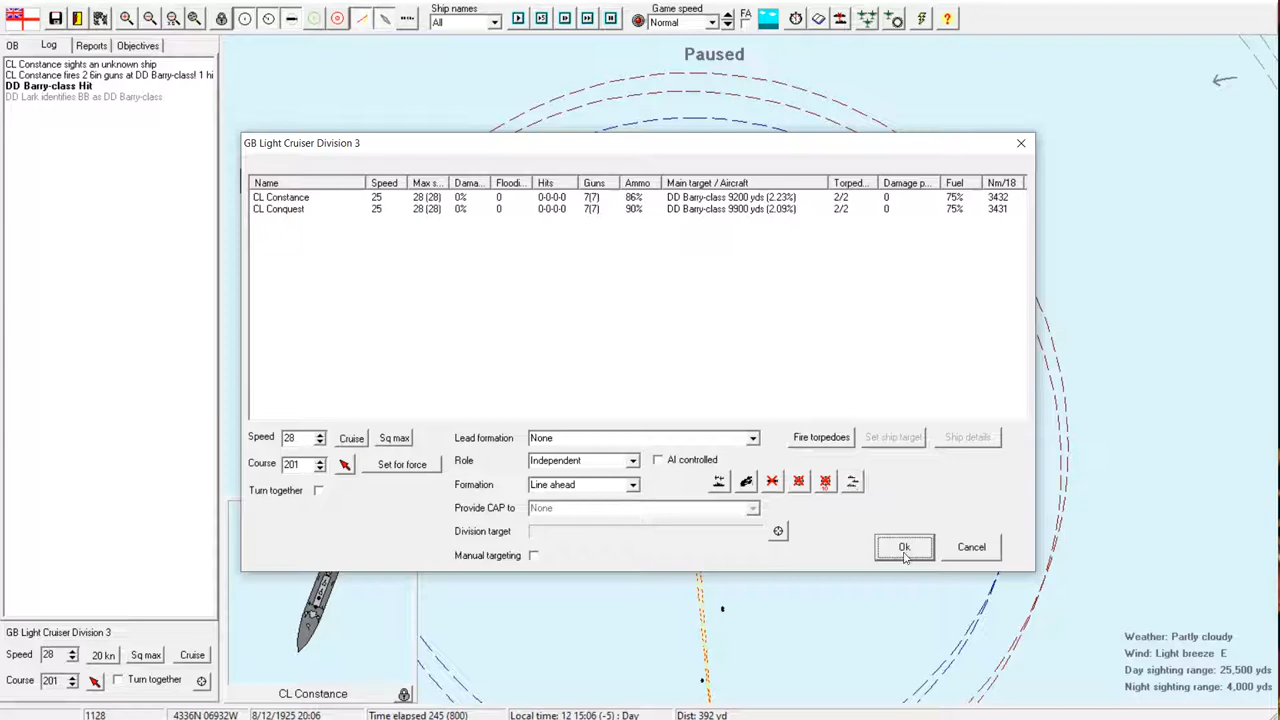 Ship names
All
Game speed
Normal
FA
OB Log Reports Objectives
CL Constance sights an unknown ship
CL Constance fires 2 6in guns at DD Barry-class! 1 hi
DD Barry-class Hit
DD Lark identifies BB as DD Barry-class
Paused
GB Light Cruiser Division 3
Name Speed Max s... Dama... Floodi... Hits Guns Ammo Main target / Aircraft Torped... Damage p... Fuel Nm/18
CL Constance 25 28 (28) 0% 0 0-0-0-0 7(7) 86% DD Barry-class 9200 yds (2.23%) 2/2 0 75% 3432
CL Conquest 25 28 (28) 0% 0 0-0-0-0 7(7) 90% DD Barry-class 9900 yds (2.09%) 2/2 0 75% 3431
Speed 28 Cruise Sq max Lead formation None Fire torpedoes Set ship target Ship details
Course 201 Set for force Role Independent AI controlled
Turn together Formation Line ahead
Provide CAP to None
Division target
Manual targeting
Ok Cancel
GB Light Cruiser Division 3
Speed 28 20 kn Sq max Cruise
Course 201 Turn together
CL Constance
Weather: Partly cloudy
Wind: Light breeze E
Day sighting range: 25,500 yds
Night sighting range: 4,000 yds
1128 4336N 06932W 8/12/1925 20:06 Time elapsed 245 (800) Local time: 12 15:06 (-5) : Day Dist: 392 yd